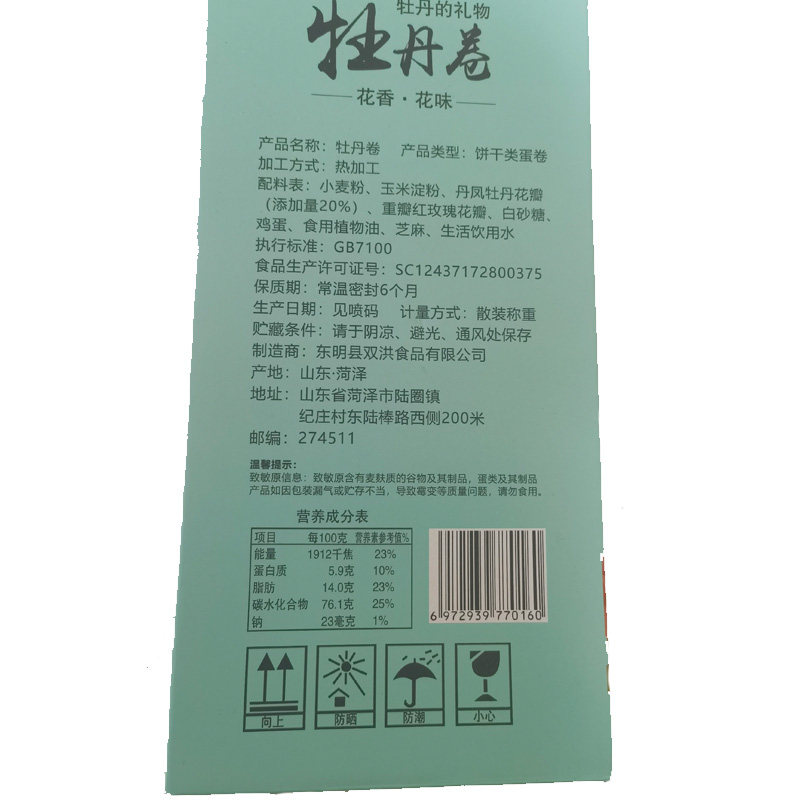 牡丹的礼物
牡丹卷
花香·花味
产品名称：牡丹卷 产品类型：饼干类蛋卷
加工方式：热加工
配料表：小麦粉、玉米淀粉、丹凤牡丹花瓣
（添加量20%）、重瓣红玫瑰花瓣、白砂糖、
鸡蛋、食用植物油、芝麻、生活饮用水
执行标准：GB7100
食品生产许可证号：SC12437172800375
保质期：常温密封6个月
生产日期：见喷码 计量方式：散装称重
贮藏条件：请于阴凉、避光、通风处保存
制造商：东明县双洪食品有限公司
产地：山东·菏泽
地址：山东省菏泽市陆圈镇
纪庄村东陆棒路西侧200米
邮编：274511
温馨提示：
致敏原信息：致敏原含有麦麸质的谷物及其制品，蛋类及其制品
产品如因包装漏气或贮存不当，导致霉变等质量问题，请勿食用。
营养成分表
项目 每100克 营养素参考值%
能量 1912千焦 23%
蛋白质 5.9克 10%
脂肪 14.0克 23%
碳水化合物 76.1克 25%
钠 23毫克 1%
6972939770160
向上 防晒 防潮 小心